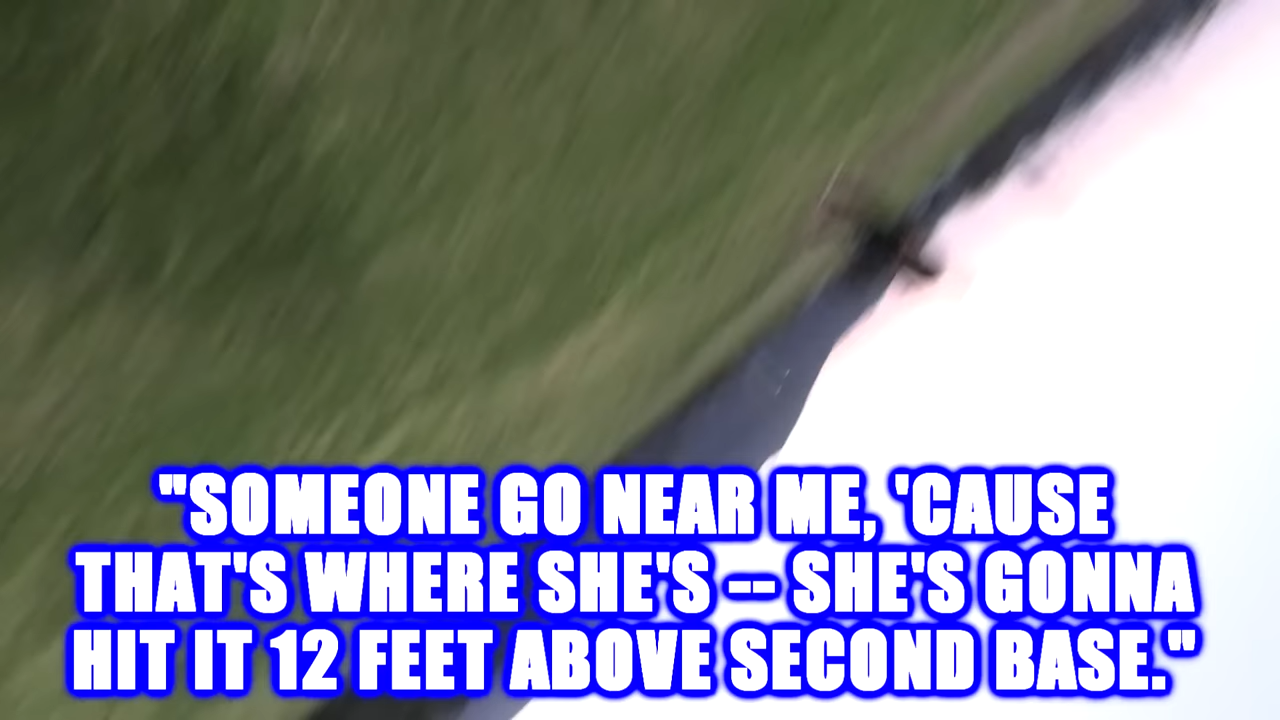 "SOMEONE GO NEAR ME, 'CAUSE
THAT'S WHERE SHE'S -- SHE'S GONNA
HIT IT 12 FEET ABOVE SECOND BASE."